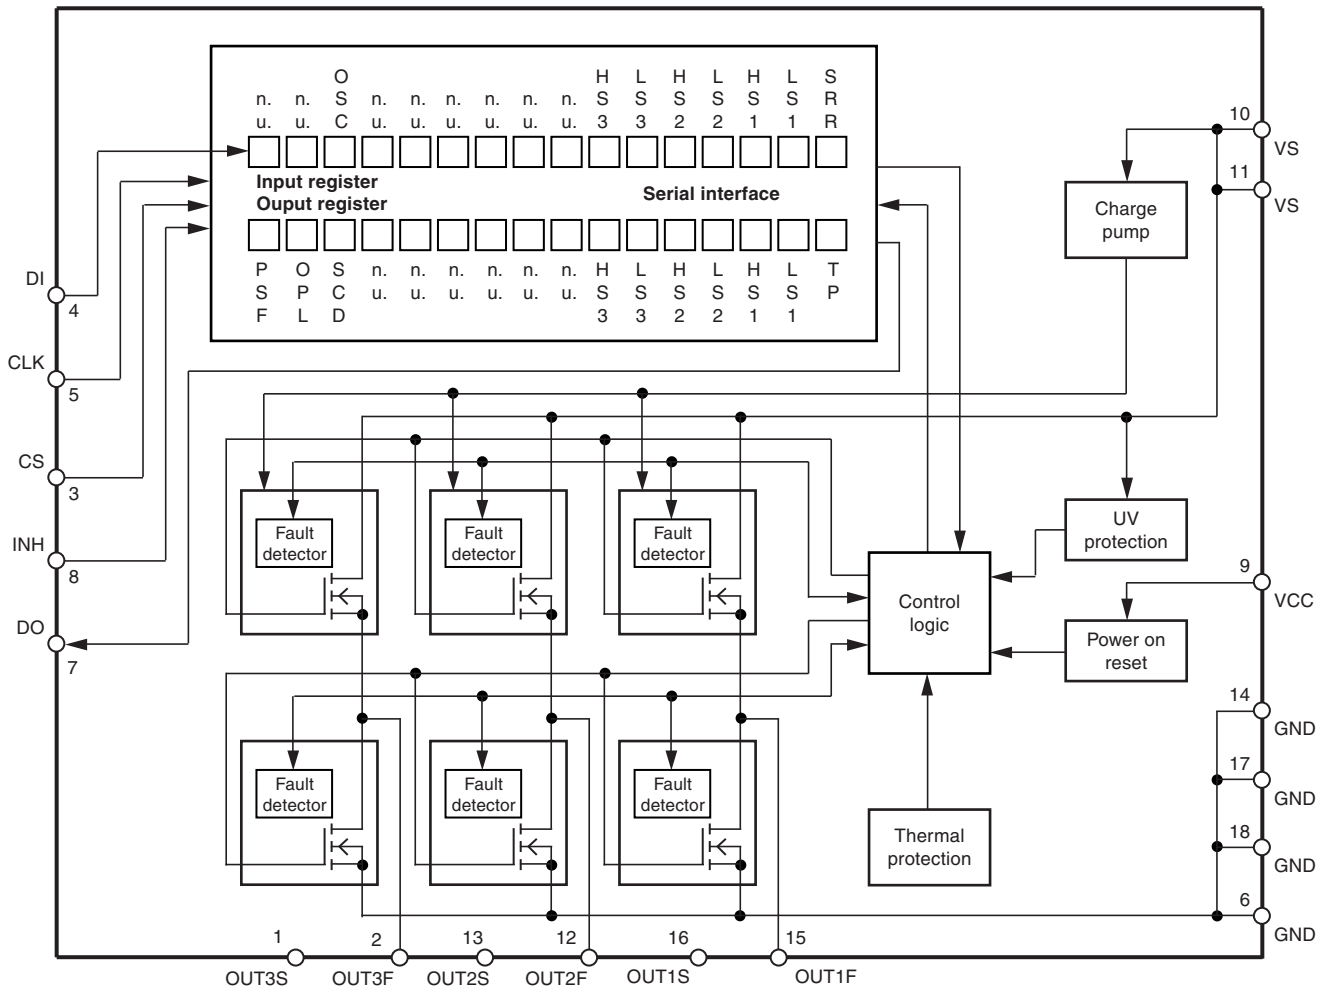 O
H L H L H L S
n. n. S n. n. n. n. n. n. S S S S S S R
u. u. C u. u. u. u. u. u. 3 3 2 2 1 1 R
10
VS
Input register
Serial interface
11
Ouput register
VS
Charge
pump
P O S n. n. n. n. n. n. H L H L H L T
S P C u. u. u. u. u. u. S S S S S S P
F L D 3 3 2 2 1 1
DI
4
CLK
5
CS
3
UV
protection
Fault
detector
Fault
detector
Fault
detector
INH
8
9
VCC
Control
logic
DO
7
Power on
reset
14
GND
17
GND
Fault
detector
Fault
detector
Fault
detector
Thermal
protection
18
GND
6
GND
1 2 13 12 16 15
OUT3S OUT3F OUT2S OUT2F OUT1S OUT1F